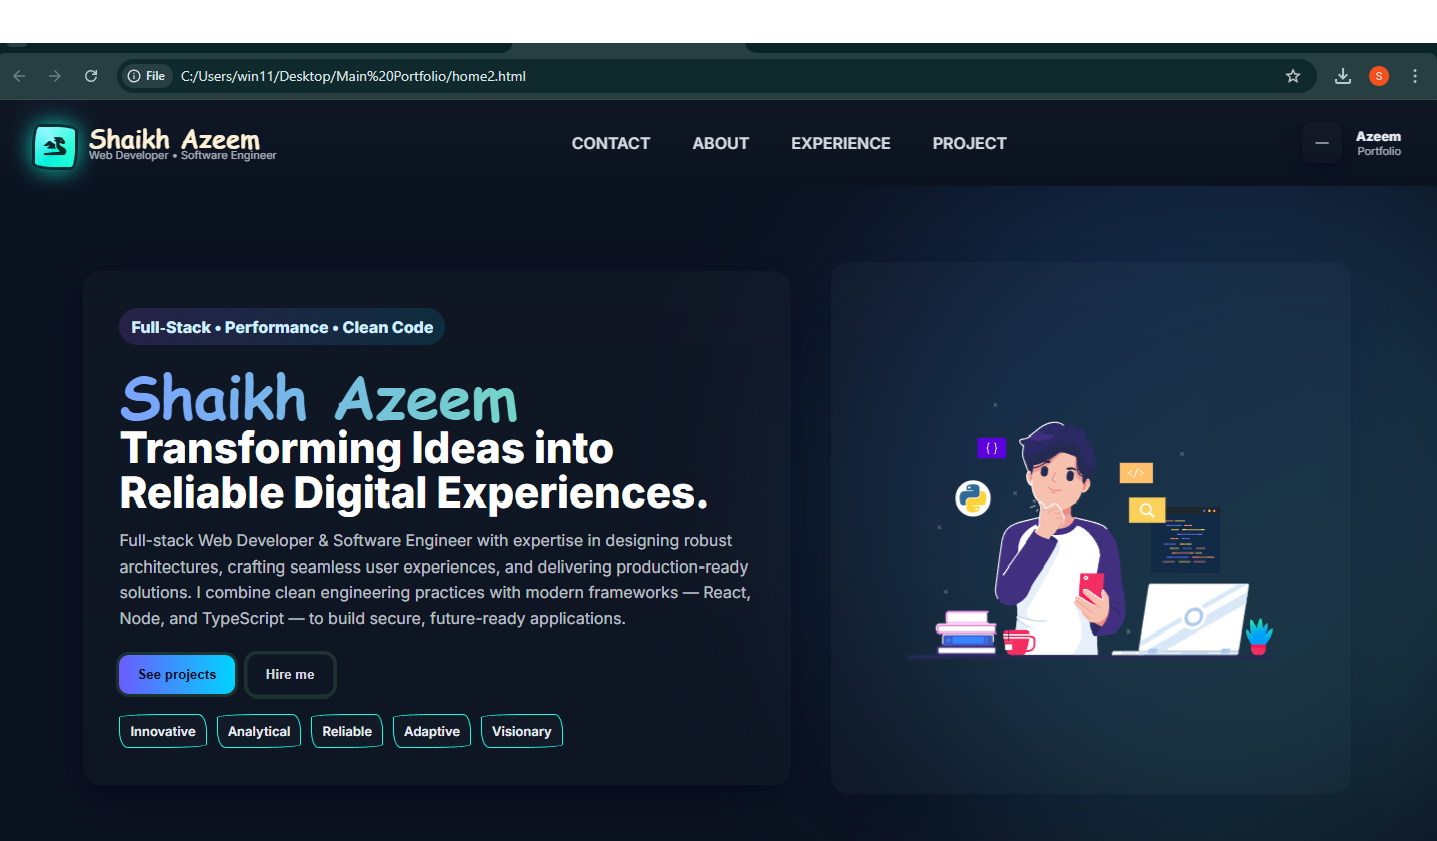 File
C:/Users/win11/Desktop/Main%20Portfolio/home2.html
S
Shaikh Azeem
Web Developer • Software Engineer
CONTACT
ABOUT
EXPERIENCE
PROJECT
Azeem
Portfolio
Full-Stack • Performance • Clean Code
Shaikh Azeem
Transforming Ideas into
Reliable Digital Experiences.
Full-stack Web Developer & Software Engineer with expertise in designing robust
architectures, crafting seamless user experiences, and delivering production-ready
solutions. I combine clean engineering practices with modern frameworks — React,
Node, and TypeScript — to build secure, future-ready applications.
See projects
Hire me
Innovative
Analytical
Reliable
Adaptive
Visionary
{ }
</>